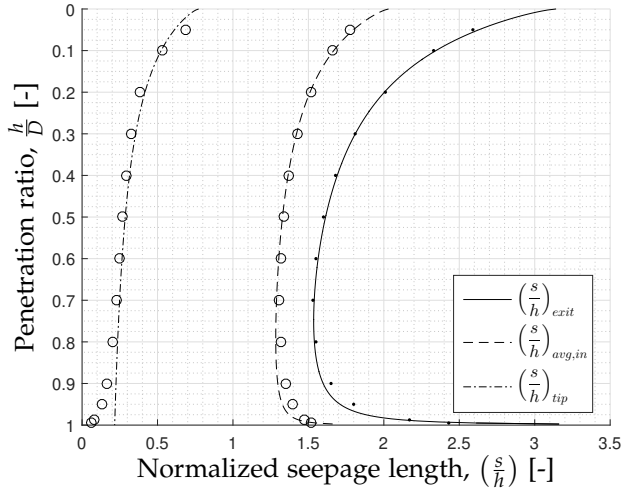 0
0.1
0.2
0.3
0.4
0.5
0.6
0.7
0.8
0.9
1
Penetration ratio, h/D [-]
(s/h)exit
(s/h)avg,in
(s/h)tip
0 0.5 1 1.5 2 2.5 3 3.5
Normalized seepage length, (s/h) [-]